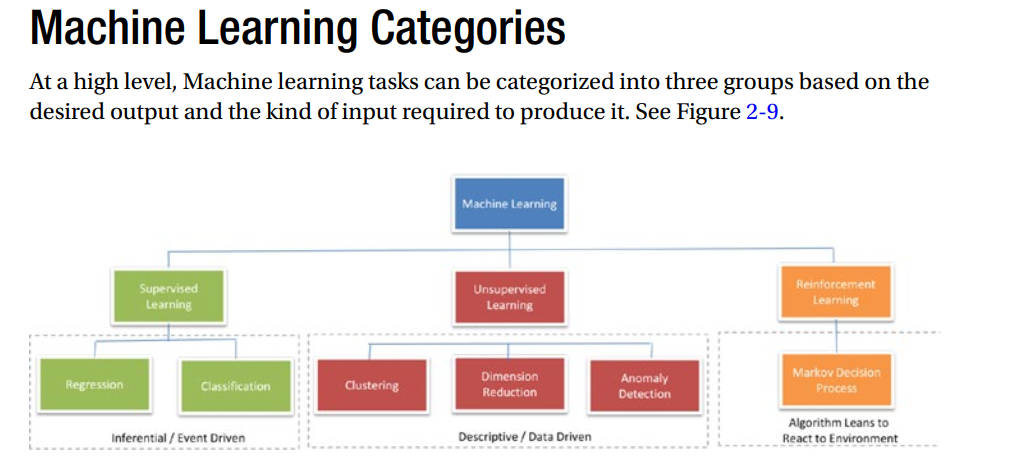 Machine Learning Categories
At a high level, Machine learning tasks can be categorized into three groups based on the
desired output and the kind of input required to produce it. See Figure 2-9.
Machine Learning
Supervised
Learning
Unsupervised
Learning
Reinforcement
Learning
Regression
Classification
Clustering
Dimension
Reduction
Anomaly
Detection
Markov Decision
Process
Inferential / Event Driven
Descriptive / Data Driven
Algorithm Leans to
React to Environment